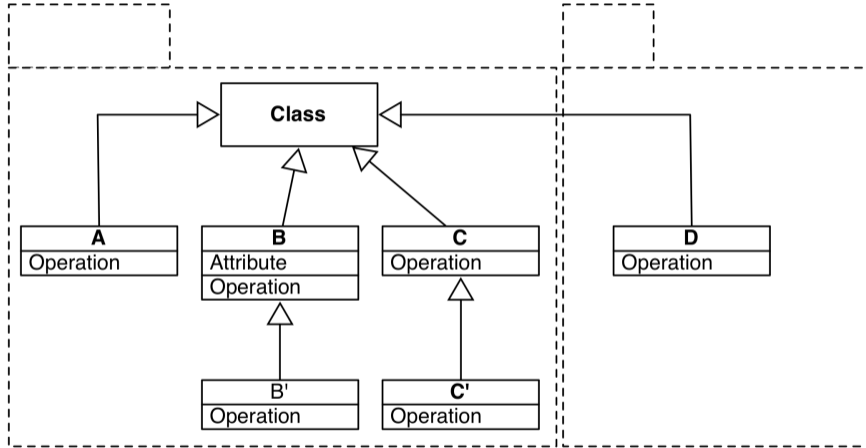 Class
A
Operation
B
Attribute
Operation
C
Operation
D
Operation
B'
Operation
C'
Operation